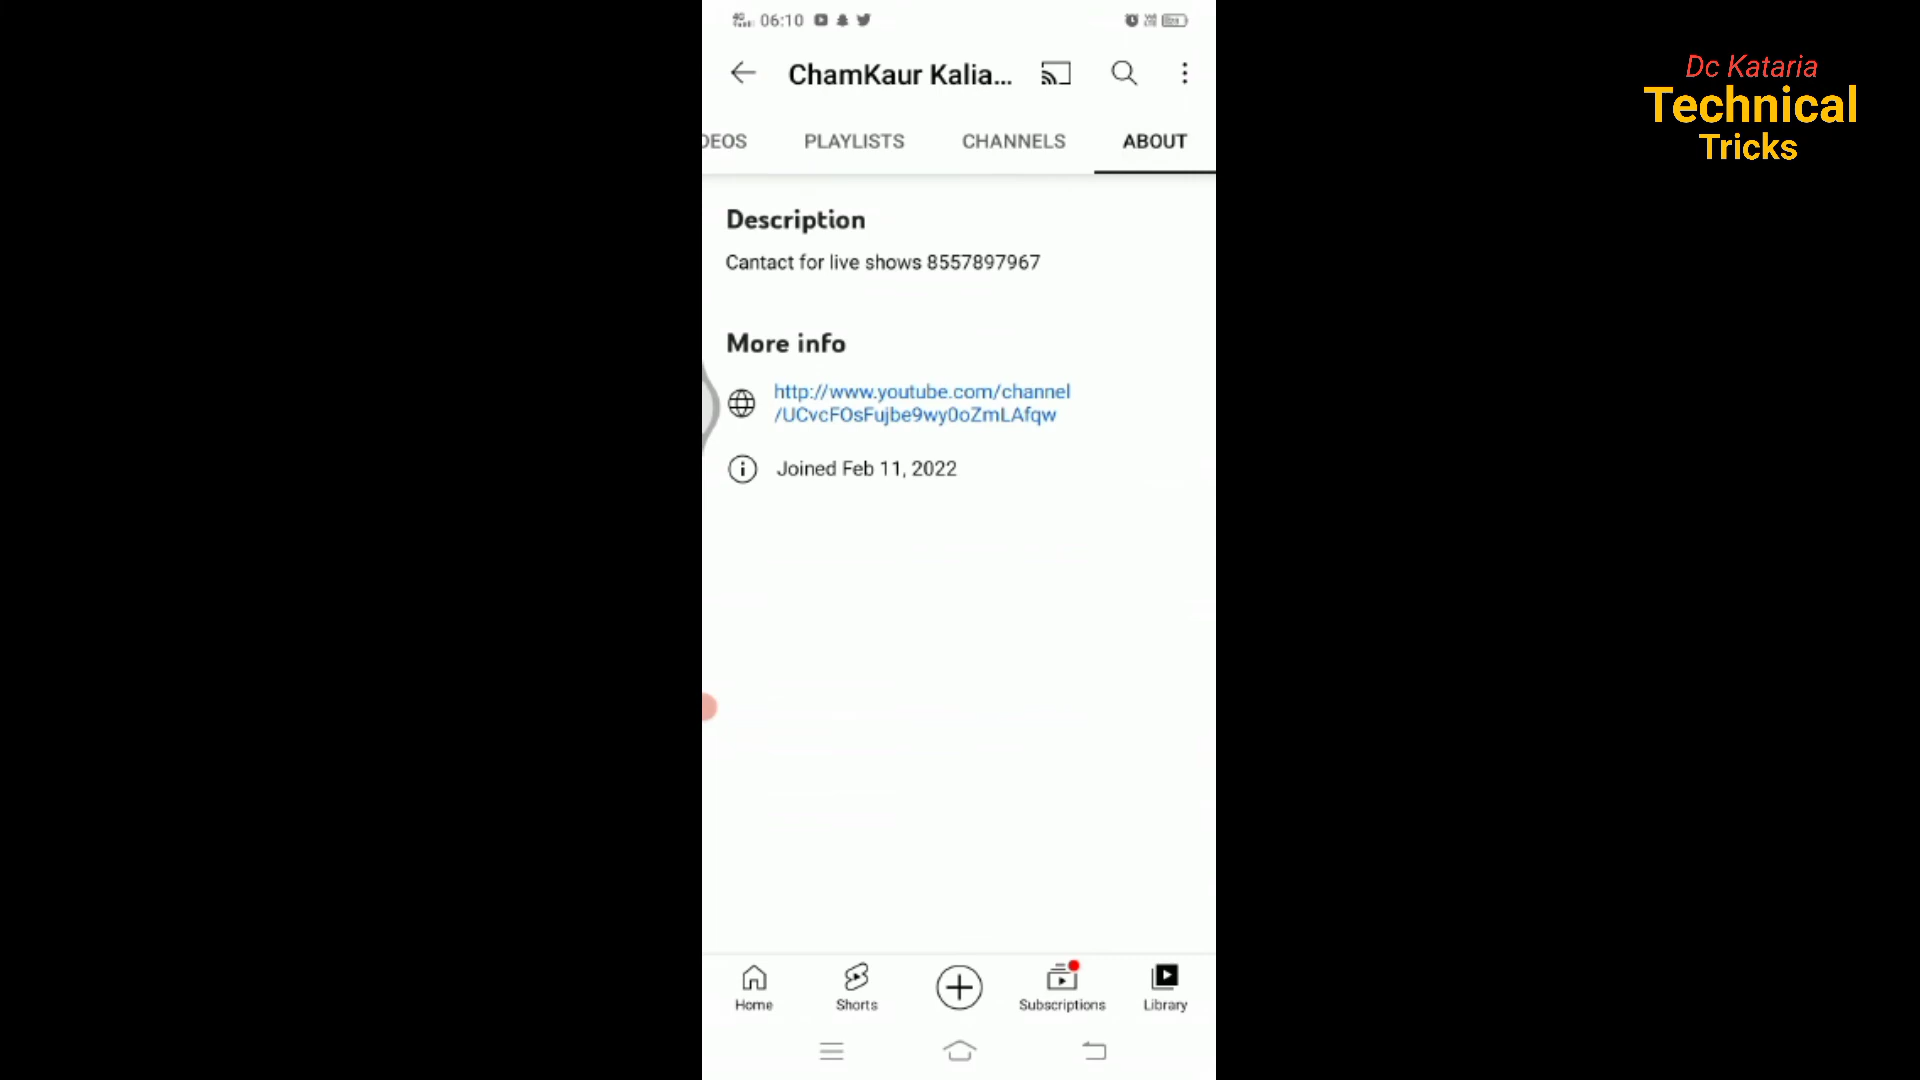 06:10
ChamKaur Kalia...
DEOS PLAYLISTS CHANNELS ABOUT
Dc Kataria
Technical
Tricks
Description
Cantact for live shows 8557897967
More info
http://www.youtube.com/channel
/UCvcFOsFujbe9wy0oZmLAfqw
Joined Feb 11, 2022
Home Shorts Subscriptions Library